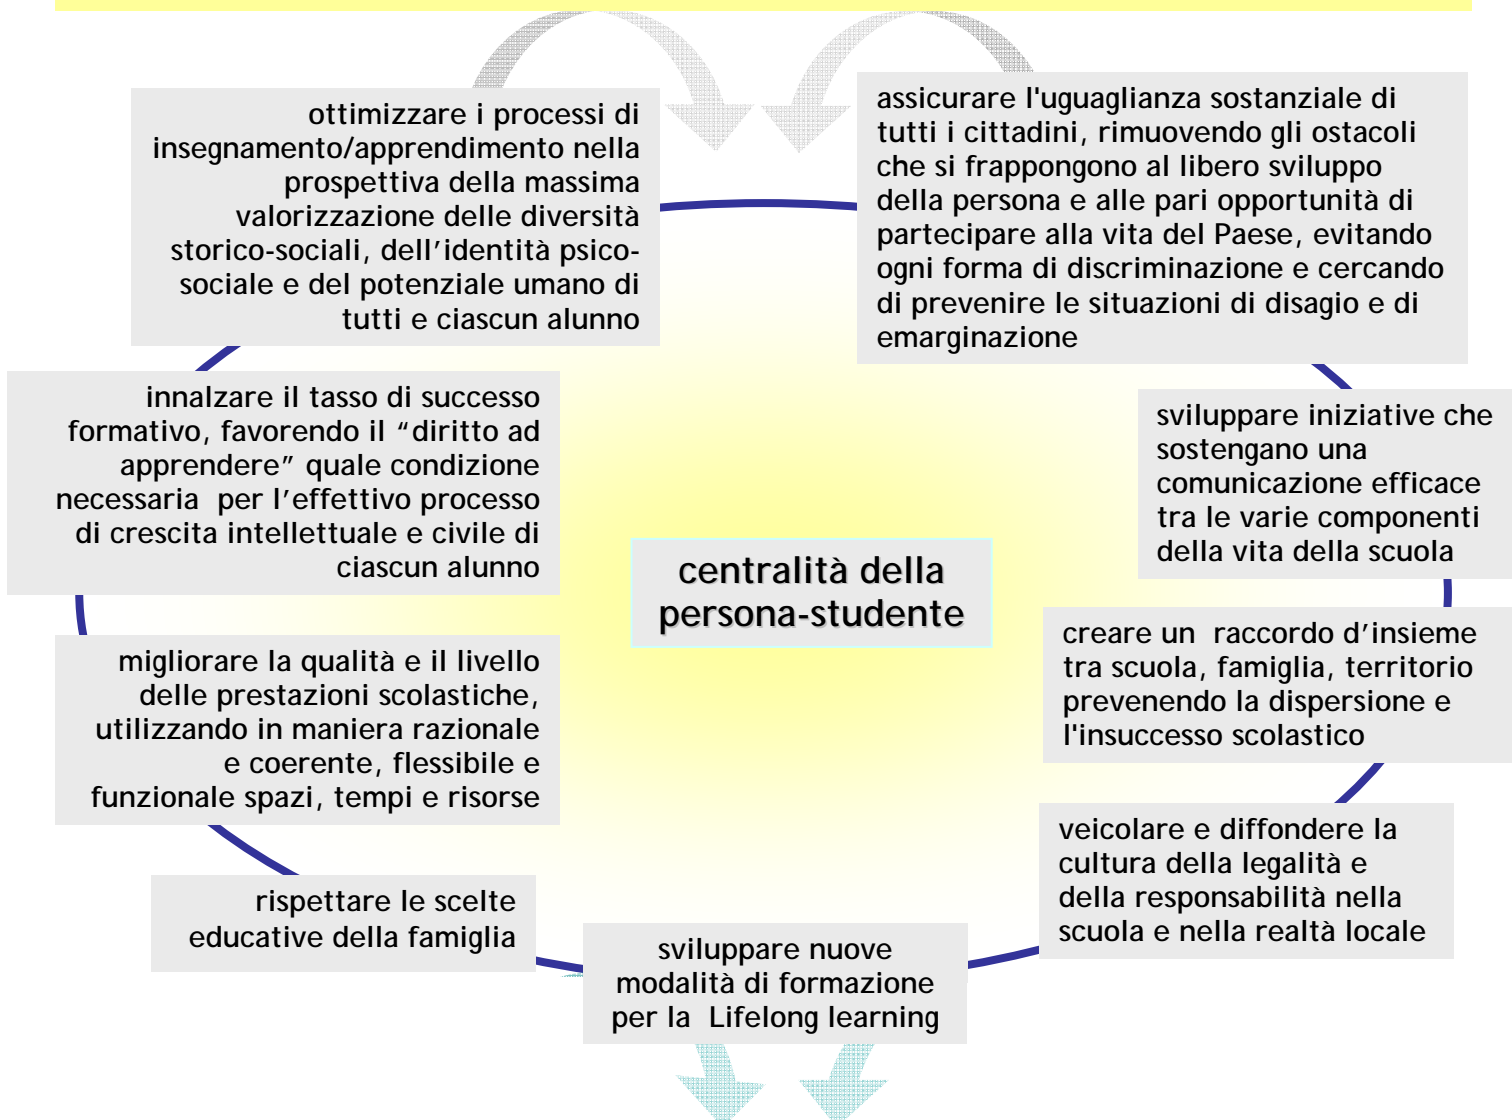 ottimizzare i processi di
insegnamento/apprendimento nella
prospettiva della massima
valorizzazione delle diversità
storico-sociali, dell'identità psico-
sociale e del potenziale umano di
tutti e ciascun alunno
assicurare l'uguaglianza sostanziale di
tutti i cittadini, rimuovendo gli ostacoli
che si frappongono al libero sviluppo
della persona e alle pari opportunità di
partecipare alla vita del Paese, evitando
ogni forma di discriminazione e cercando
di prevenire le situazioni di disagio e di
emarginazione
innalzare il tasso di successo
formativo, favorendo il "diritto ad
apprendere" quale condizione
necessaria per l'effettivo processo
di crescita intellettuale e civile di
ciascun alunno
sviluppare iniziative che
sostengano una
comunicazione efficace
tra le varie componenti
della vita della scuola
centralità della
persona-studente
migliorare la qualità e il livello
delle prestazioni scolastiche,
utilizzando in maniera razionale
e coerente, flessibile e
funzionale spazi, tempi e risorse
creare un raccordo d'insieme
tra scuola, famiglia, territorio
prevenendo la dispersione e
l'insuccesso scolastico
rispettare le scelte
educative della famiglia
veicolare e diffondere la
cultura della legalità e
della responsabilità nella
scuola e nella realtà locale
sviluppare nuove
modalità di formazione
per la Lifelong learning